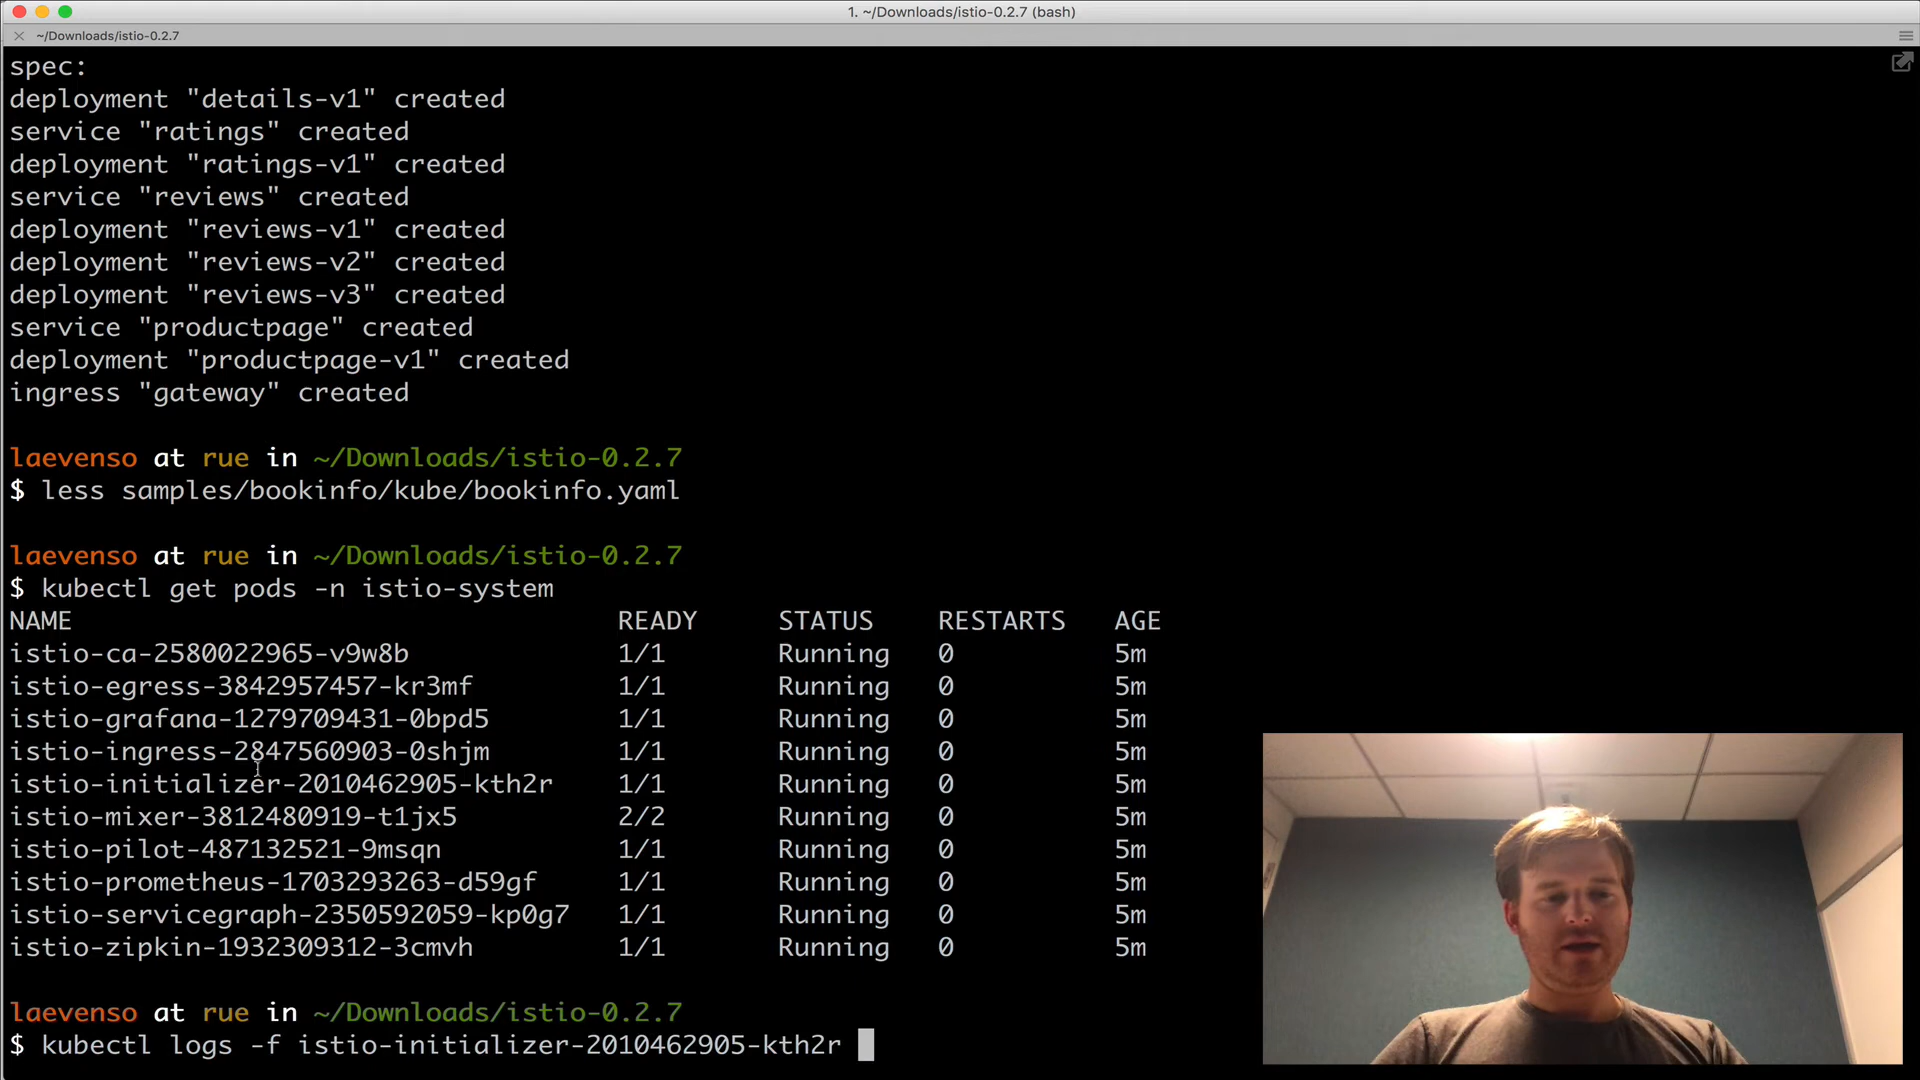 1. ~/Downloads/istio-0.2.7 (bash)
~/Downloads/istio-0.2.7
spec:
deployment "details-v1" created
service "ratings" created
deployment "ratings-v1" created
service "reviews" created
deployment "reviews-v1" created
deployment "reviews-v2" created
deployment "reviews-v3" created
service "productpage" created
deployment "productpage-v1" created
ingress "gateway" created
laevenso at rue in ~/Downloads/istio-0.2.7
$ less samples/bookinfo/kube/bookinfo.yaml
laevenso at rue in ~/Downloads/istio-0.2.7
$ kubectl get pods -n istio-system
NAME READY STATUS RESTARTS AGE
istio-ca-2580022965-v9w8b 1/1 Running 0 5m
istio-egress-3842957457-kr3mf 1/1 Running 0 5m
istio-grafana-1279709431-0bpd5 1/1 Running 0 5m
istio-ingress-2847560903-0shjm 1/1 Running 0 5m
istio-initializer-2010462905-kth2r 1/1 Running 0 5m
istio-mixer-3812480919-t1jx5 2/2 Running 0 5m
istio-pilot-487132521-9msqn 1/1 Running 0 5m
istio-prometheus-1703293263-d59gf 1/1 Running 0 5m
istio-servicegraph-2350592059-kp0g7 1/1 Running 0 5m
istio-zipkin-1932309312-3cmvh 1/1 Running 0 5m
laevenso at rue in ~/Downloads/istio-0.2.7
$ kubectl logs -f istio-initializer-2010462905-kth2r